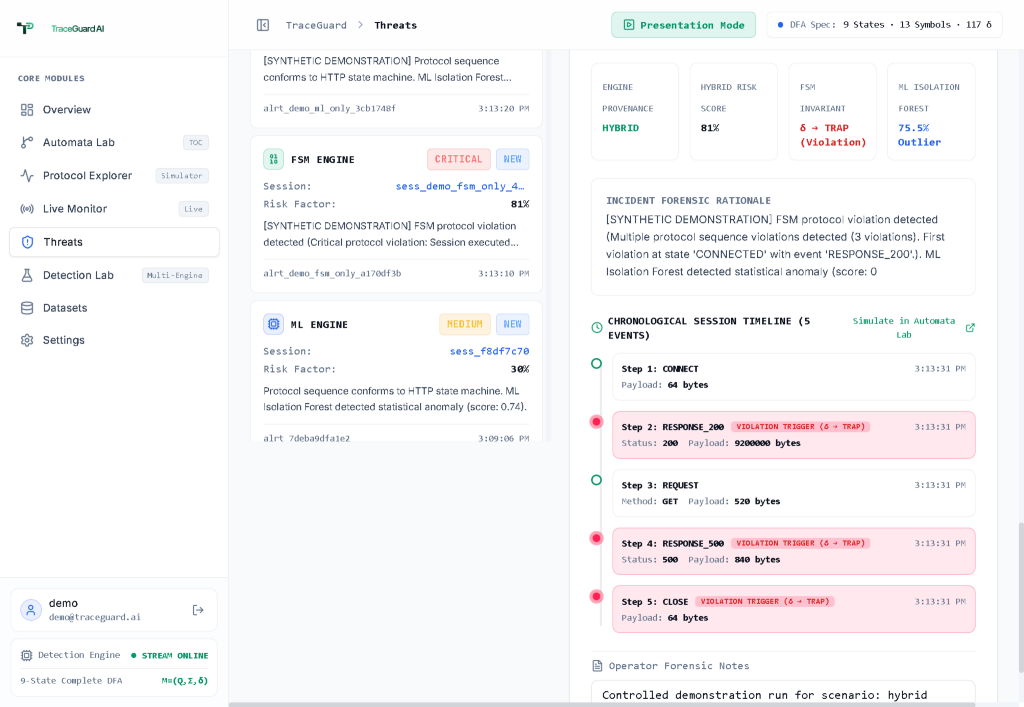 TraceGuard AI
TraceGuard > Threats
Presentation Mode
DFA Spec: 9 States · 13 Symbols · 117 δ
CORE MODULES
Overview
Automata Lab TOC
Protocol Explorer Simulator
Live Monitor Live
Threats
Detection Lab Multi-Engine
Datasets
Settings
demo
demo@traceguard.ai
Detection Engine STREAM ONLINE
9-State Complete DFA M=(Q,Σ,δ)
[SYNTHETIC DEMONSTRATION] Protocol sequence
conforms to HTTP state machine. ML Isolation Forest...
alrt_demo_ml_only_3cb1748f 3:13:20 PM
FSM ENGINE CRITICAL NEW
Session: sess_demo_fsm_only_4…
Risk Factor: 81%
[SYNTHETIC DEMONSTRATION] FSM protocol violation
detected (Critical protocol violation: Session executed...
alrt_demo_fsm_only_a170df3b 3:13:10 PM
ML ENGINE MEDIUM NEW
Session: sess_f8df7c70
Risk Factor: 30%
Protocol sequence conforms to HTTP state machine. ML
Isolation Forest detected statistical anomaly (score: 0.74).
alrt_7deba9dfa1e2 3:09:06 PM
ENGINE
PROVENANCE
HYBRID
HYBRID RISK
SCORE
81%
FSM
INVARIANT
δ → TRAP
(Violation)
ML ISOLATION
FOREST
75.5%
Outlier
INCIDENT FORENSIC RATIONALE
[SYNTHETIC DEMONSTRATION] FSM protocol violation detected
(Multiple protocol sequence violations detected (3 violations). First
violation at state 'CONNECTED' with event 'RESPONSE_200'.). ML
Isolation Forest detected statistical anomaly (score: 0
CHRONOLOGICAL SESSION TIMELINE (5
EVENTS)
Simulate in Automata
Lab
Step 1: CONNECT 3:13:31 PM
Payload: 64 bytes
Step 2: RESPONSE_200 VIOLATION TRIGGER (δ → TRAP) 3:13:31 PM
Status: 200 Payload: 9200000 bytes
Step 3: REQUEST 3:13:31 PM
Method: GET Payload: 520 bytes
Step 4: RESPONSE_500 VIOLATION TRIGGER (δ → TRAP) 3:13:31 PM
Status: 500 Payload: 840 bytes
Step 5: CLOSE VIOLATION TRIGGER (δ → TRAP) 3:13:31 PM
Payload: 64 bytes
Operator Forensic Notes
Controlled demonstration run for scenario: hybrid